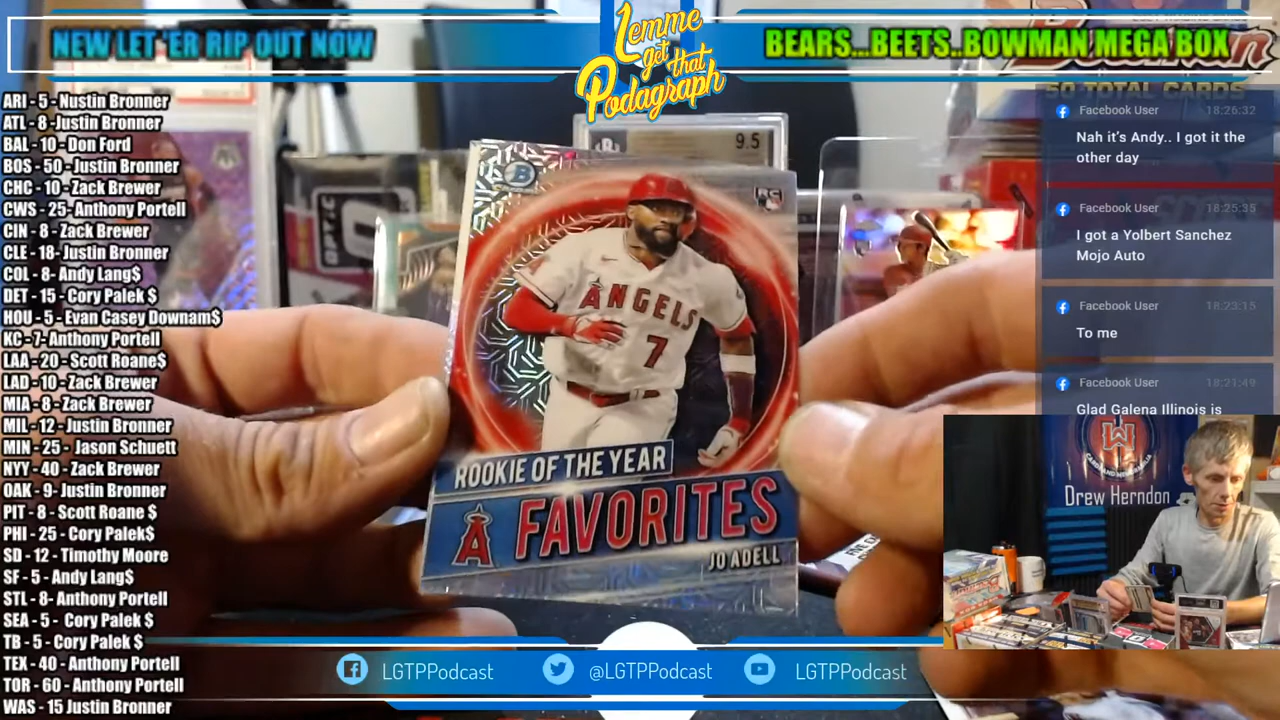 NEW LET 'ER RIP OUT NOW
Lemme
get
that
Podagraph
BEARS...BEETS..BOWMAN MEGA BOX
50 TOTAL CARDS
ARI - 5 - Nustin Bronner
ATL - 8 -Justin Bronner
BAL - 10 - Don Ford
BOS - 50 - Justin Bronner
CHC - 10 - Zack Brewer
CWS - 25- Anthony Portell
CIN - 8 - Zack Brewer
CLE - 18- Justin Bronner
COL - 8- Andy Lang$
DET - 15 - Cory Palek $
HOU - 5 - Evan Casey Downam$
KC - 7- Anthony Portell
LAA - 20 - Scott Roane$
LAD - 10 - Zack Brewer
MIA - 8 - Zack Brewer
MIL - 12 - Justin Bronner
MIN - 25 - Jason Schuett
NYY - 40 - Zack Brewer
OAK - 9- Justin Bronner
PIT - 8 - Scott Roane $
PHI - 25 - Cory Palek$
SD - 12 - Timothy Moore
SF - 5 - Andy Lang$
STL - 8 - Anthony Portell
SEA - 5 - Cory Palek $
TB - 5 - Cory Palek $
TEX - 40 - Anthony Portell
TOR - 60 - Anthony Portell
WAS - 15 Justin Bronner
9.5
OPTIC
B
RC
ANGELS
7
ROOKIE OF THE YEAR
A FAVORITES
JO ADELL
Facebook User 18:26:32
Nah it's Andy.. I got it the
other day
Facebook User 18:25:35
I got a Yolbert Sanchez
Mojo Auto
Facebook User 18:23:15
To me
Facebook User 18:21:49
Glad Galena Illinois is
Drew Herndon
LGTPPodcast
@LGTPPodcast
LGTPPodcast